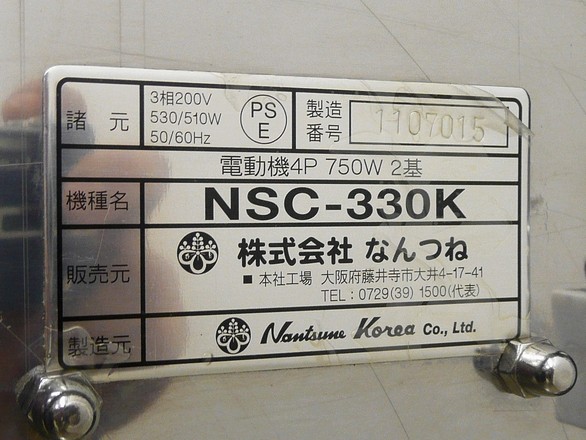 諸元
3相200V
530/510W
50/60Hz
PS
E
製造
番号
1107015
電動機4P 750W 2基
機種名
NSC-330K
販売元
株式会社 なんつね
■ 本社工場 大阪府藤井寺市大井4-17-41
TEL：0729(39) 1500(代表)
製造元
Nantsune Korea Co., Ltd.